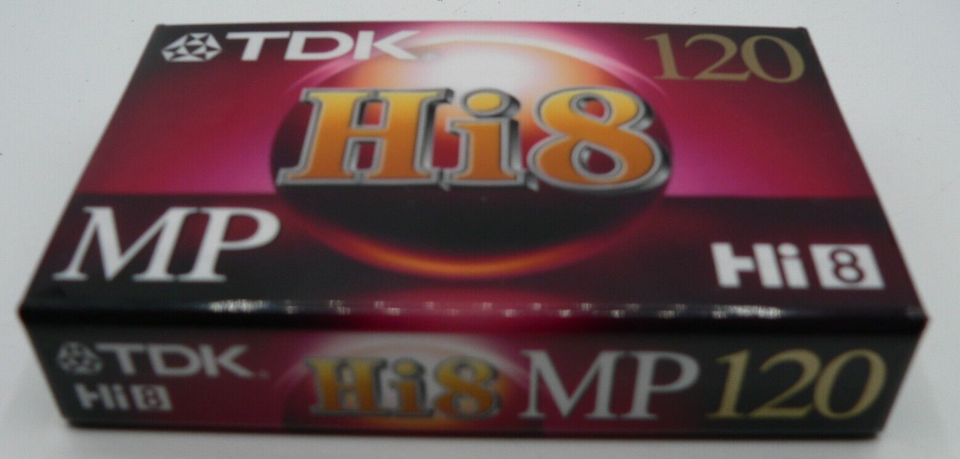 TDK 120
Hi8
MP Hi8
TDK. Hi8 MP 120
Hi8